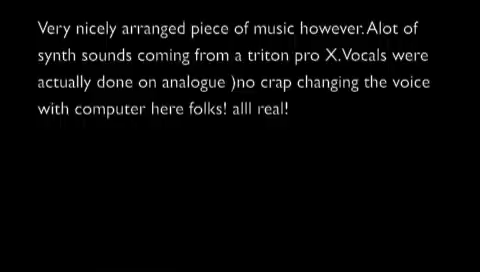 Very nicely arranged piece of music however.Alot of
synth sounds coming from a triton pro X.Vocals were
actually done on analogue )no crap changing the voice
with computer here folks! alll real!